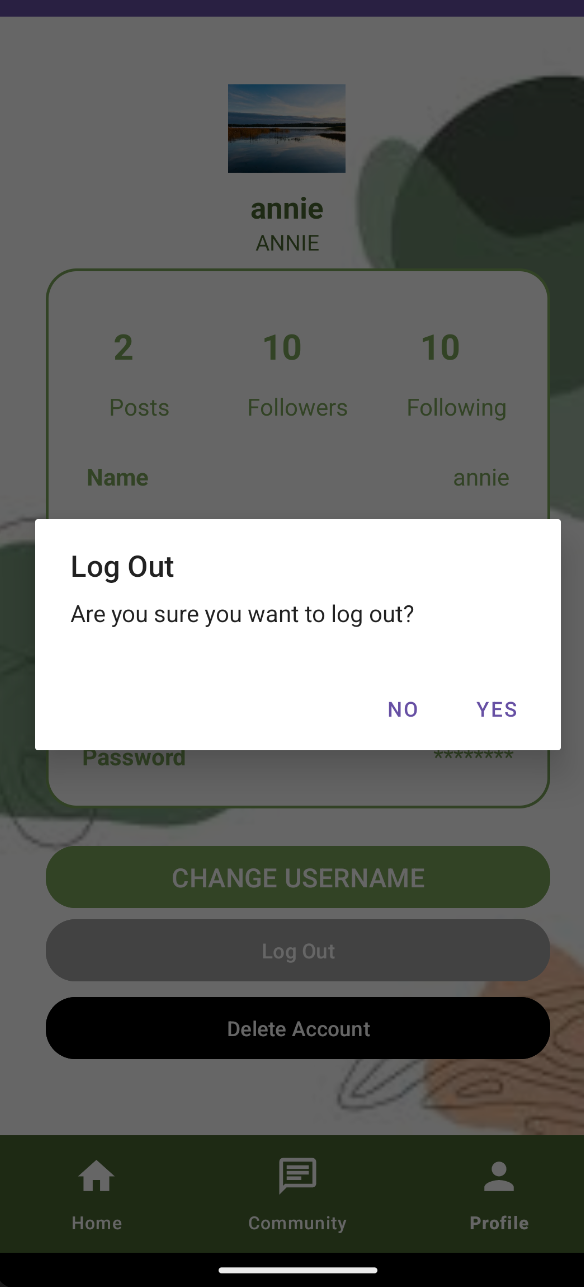 annie
ANNIE
2 10 10
Posts Followers Following
Name annie
Log Out
Are you sure you want to log out?
NO YES
Password ********
CHANGE USERNAME
Log Out
Delete Account
Home Community Profile